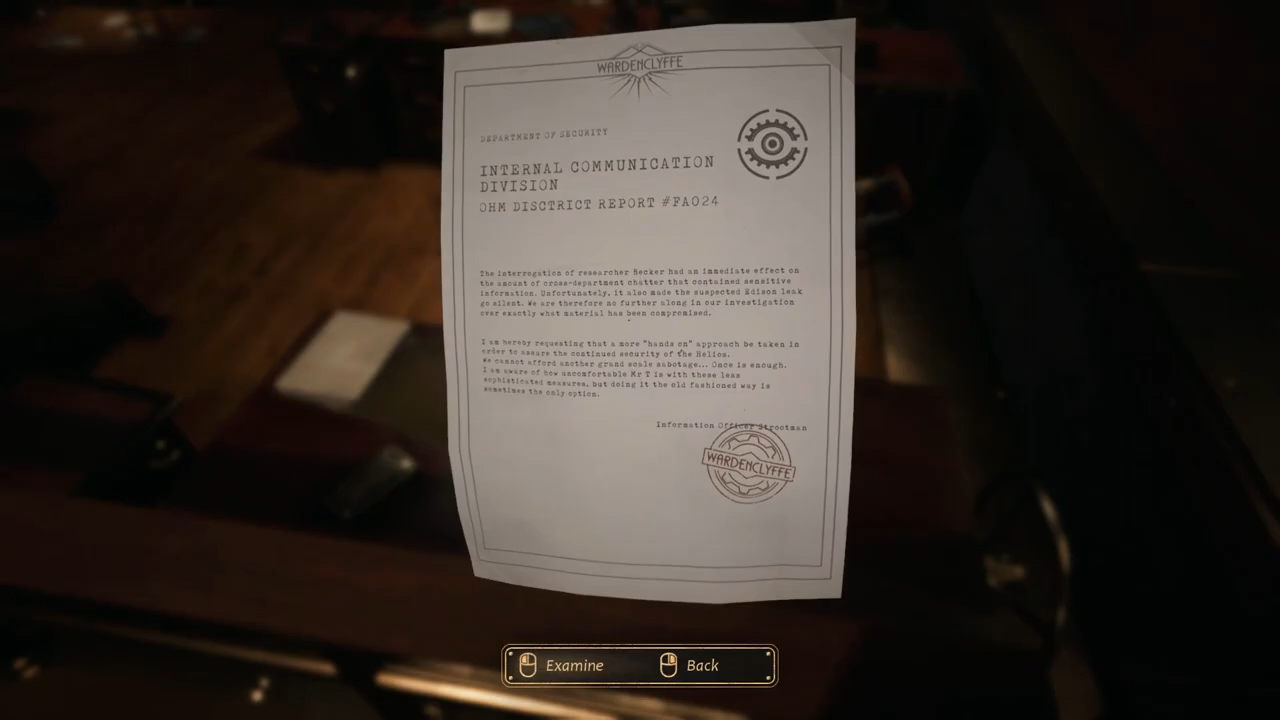 WARDENCLYFFE
DEPARTMENT OF SECURITY
INTERNAL COMMUNICATION
DIVISION
OHM DISCTRICT REPORT #FA024
The interrogation of researcher Becker had an immediate effect on
the amount of cross-department chatter that contained sensitive
information. Unfortunately, it also made the suspected Edison leak
go silent. We are therefore no further along in our investigation
over exactly what material has been compromised.
I am hereby requesting that a more "hands on" approach be taken in
order to assure the continued security of the Helios.
We cannot afford another grand scale sabotage... Once is enough.
I am aware of how uncomfortable Mr T is with these less
sophisticated measures, but doing it the old fashioned way is
sometimes the only option.
Information Officer Strootman
WARDENCLYFFE
Examine
Back